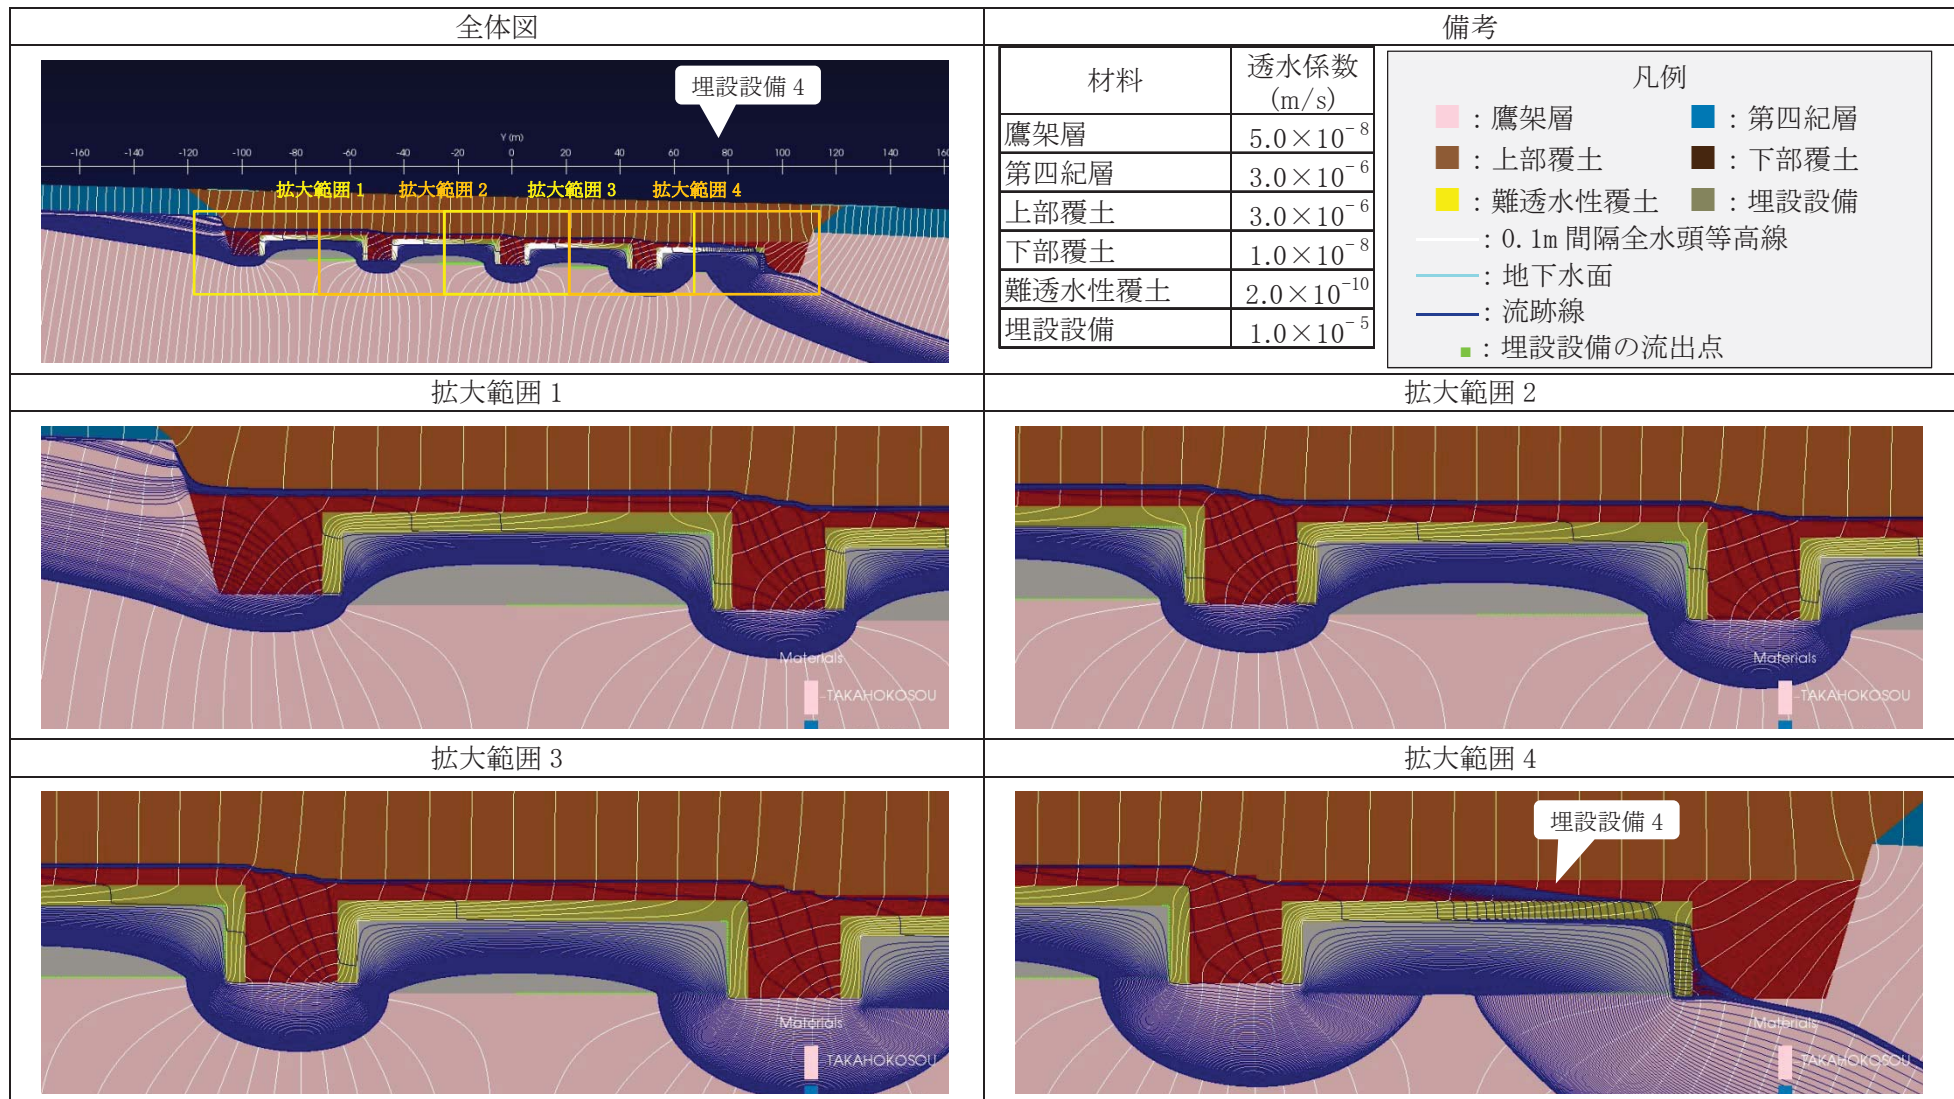 全体図
備考
埋設設備 4
Y (m)
-160 -140 -120 -100 -80 -60 -40 -20 0 20 40 60 80 100 120 140 160
拡大範囲 1 拡大範囲 2 拡大範囲 3 拡大範囲 4
材料 透水係数
(m/s)
鷹架層 5.0×10⁻⁸
第四紀層 3.0×10⁻⁶
上部覆土 3.0×10⁻⁶
下部覆土 1.0×10⁻⁸
難透水性覆土 2.0×10⁻¹⁰
埋設設備 1.0×10⁻⁵
凡例
：鷹架層 ：第四紀層
：上部覆土 ：下部覆土
：難透水性覆土 ：埋設設備
：0.1m 間隔全水頭等高線
：地下水面
：流跡線
：埋設設備の流出点
拡大範囲 1
拡大範囲 2
Materials
TAKAHOKOSOU
Materials
TAKAHOKOSOU
拡大範囲 3
拡大範囲 4
Materials
TAKAHOKOSOU
埋設設備 4
Materials
TAKAHOKOSOU